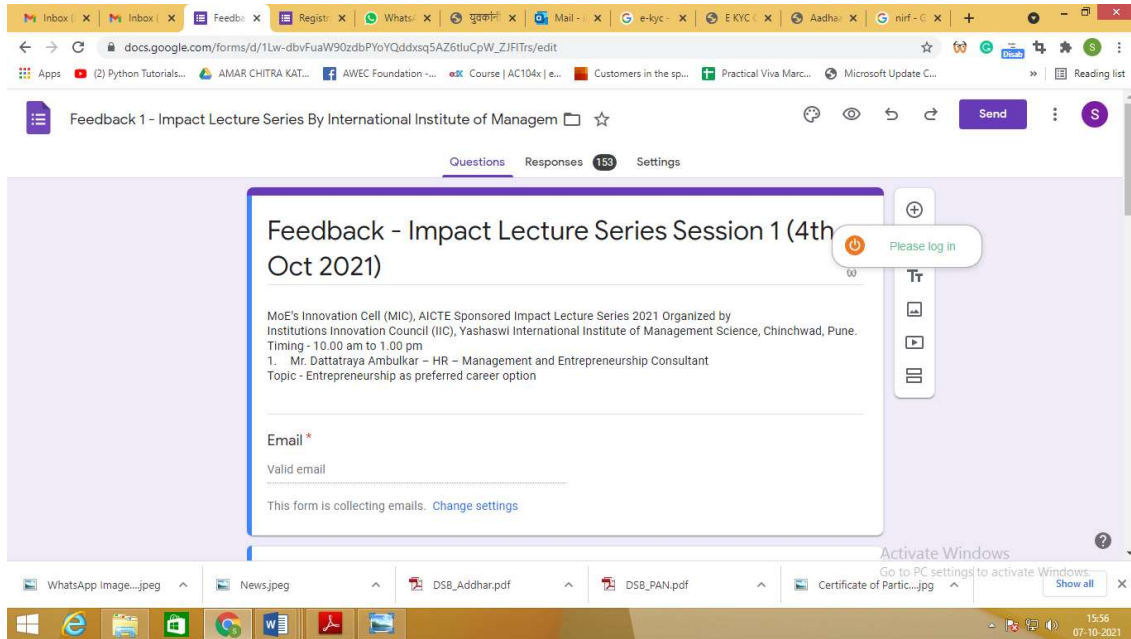 Inbox (
Inbox (
Feedba
Registr
Whats
Mail -
e-kyc -
E KYC
Aadha
nirf - G
docs.google.com/forms/d/1Lw-dbvFuaW90zdbPYoYQddxsq5AZ6tluCpW_ZJFITrs/edit
Disab
S
Apps
(2) Python Tutorials...
AMAR CHITRA KAT...
AWEC Foundation -...
Course | AC104x | e...
Customers in the sp...
Practical Viva Marc...
Microsoft Update C...
Reading list
Feedback 1 - Impact Lecture Series By International Institute of Managem
Send
S
Questions Responses 153 Settings
Feedback - Impact Lecture Series Session 1 (4th
Oct 2021)
Please log in
Tт
MoE's Innovation Cell (MIC), AICTE Sponsored Impact Lecture Series 2021 Organized by
Institutions Innovation Council (IIC), Yashaswi International Institute of Management Science, Chinchwad, Pune.
Timing - 10.00 am to 1.00 pm
1. Mr. Dattatraya Ambulkar – HR – Management and Entrepreneurship Consultant
Topic - Entrepreneurship as preferred career option
Email *
Valid email
This form is collecting emails. Change settings
Activate Windows
Go to PC settings to activate Windows.
WhatsApp Image....jpeg
News.jpeg
DSB_Addhar.pdf
DSB_PAN.pdf
Certificate of Partic....jpg
Show all
15:56
07-10-2021